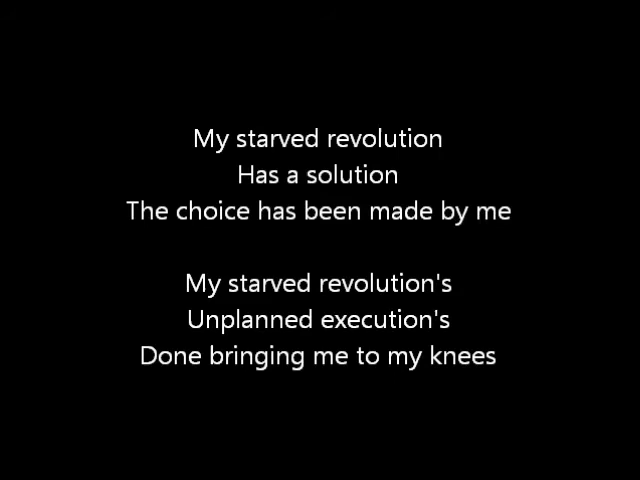 My starved revolution
Has a solution
The choice has been made by me
My starved revolution's
Unplanned execution's
Done bringing me to my knees